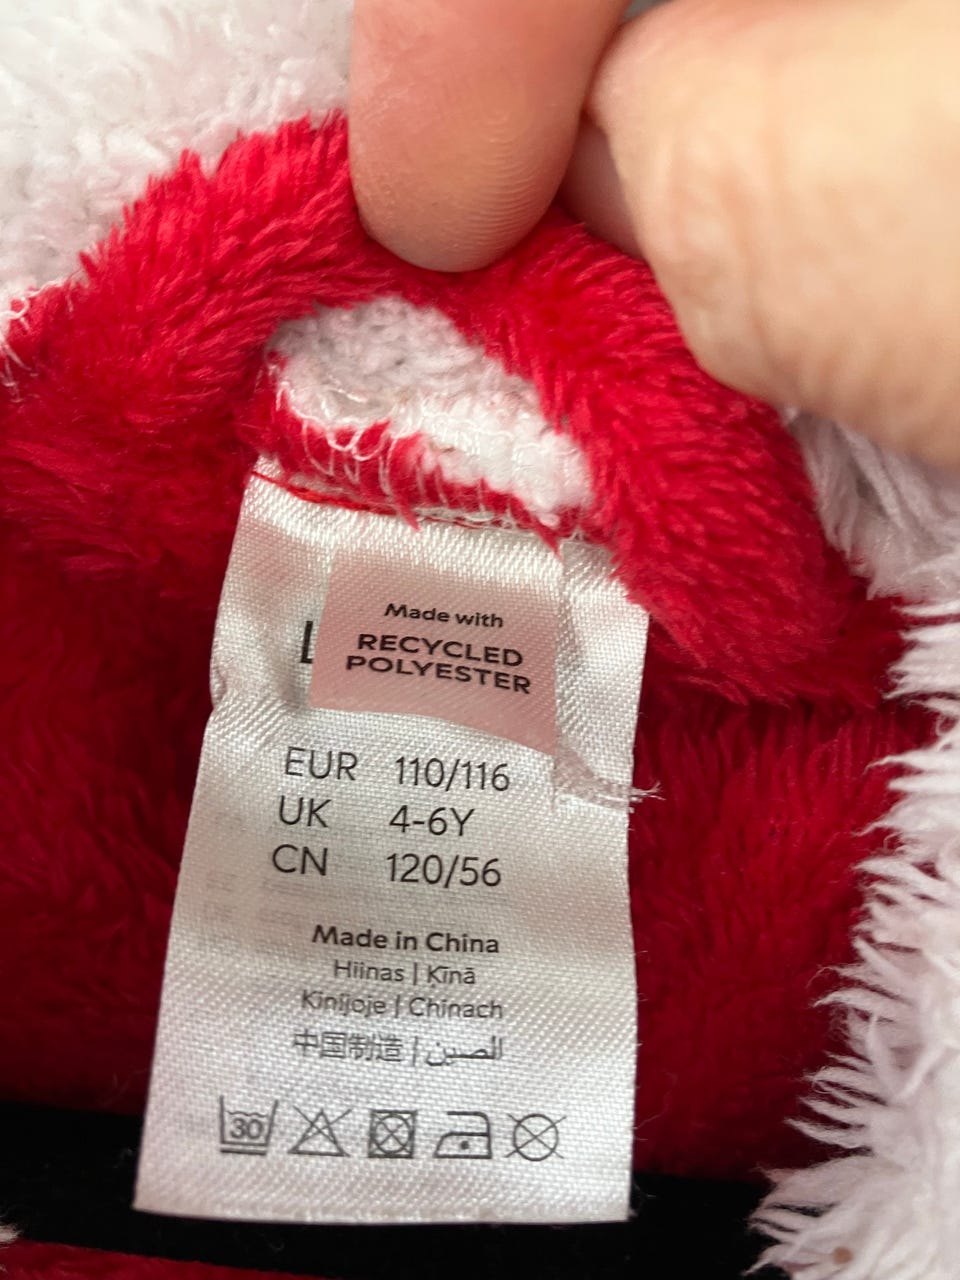 Made with
RECYCLED
POLYESTER
EUR 110/116
UK 4-6Y
CN 120/56
Made in China
Hiinas | Ķīnā
Kinijoje | Chinach
中国制造 | الصين
30